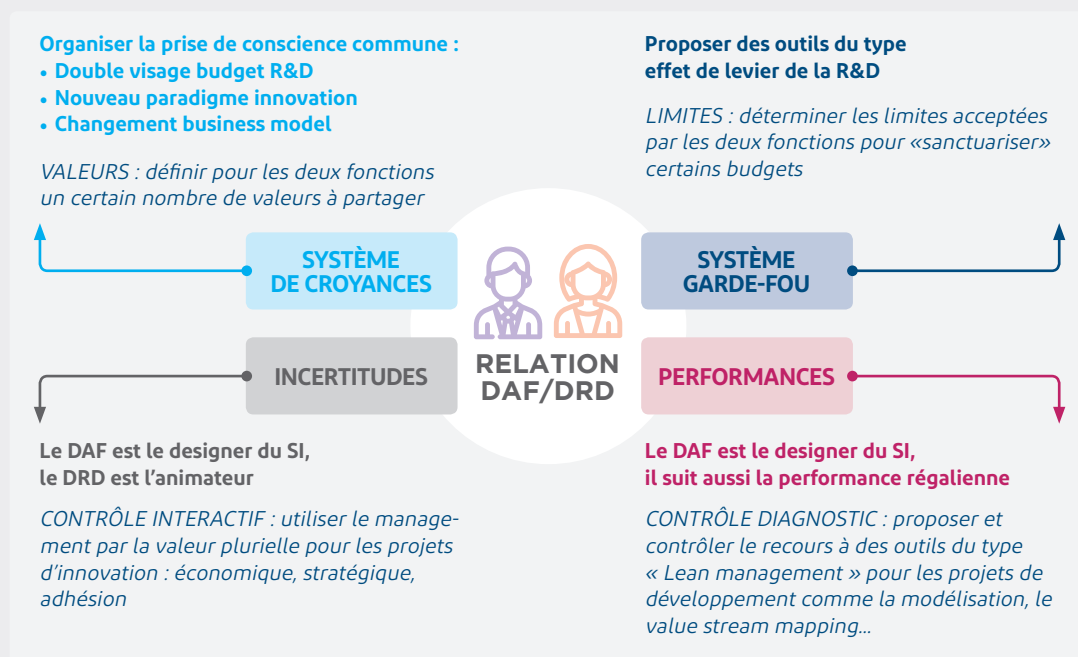 Organiser la prise de conscience commune :
• Double visage budget R&D
• Nouveau paradigme innovation
• Changement business model
VALEURS : définir pour les deux fonctions
un certain nombre de valeurs à partager
Proposer des outils du type
effet de levier de la R&D
LIMITES : déterminer les limites acceptées
par les deux fonctions pour «sanctuariser»
certains budgets
SYSTÈME
DE CROYANCES
SYSTÈME
GARDE-FOU
RELATION
DAF/DRD
INCERTITUDES
PERFORMANCES
Le DAF est le designer du SI,
le DRD est l’animateur
CONTRÔLE INTERACTIF : utiliser le manage-
ment par la valeur plurielle pour les projets
d’innovation : économique, stratégique,
adhésion
Le DAF est le designer du SI,
il suit aussi la performance régalienne
CONTRÔLE DIAGNOSTIC : proposer et
contrôler le recours à des outils du type
« Lean management » pour les projets de
développement comme la modélisation, le
value stream mapping...